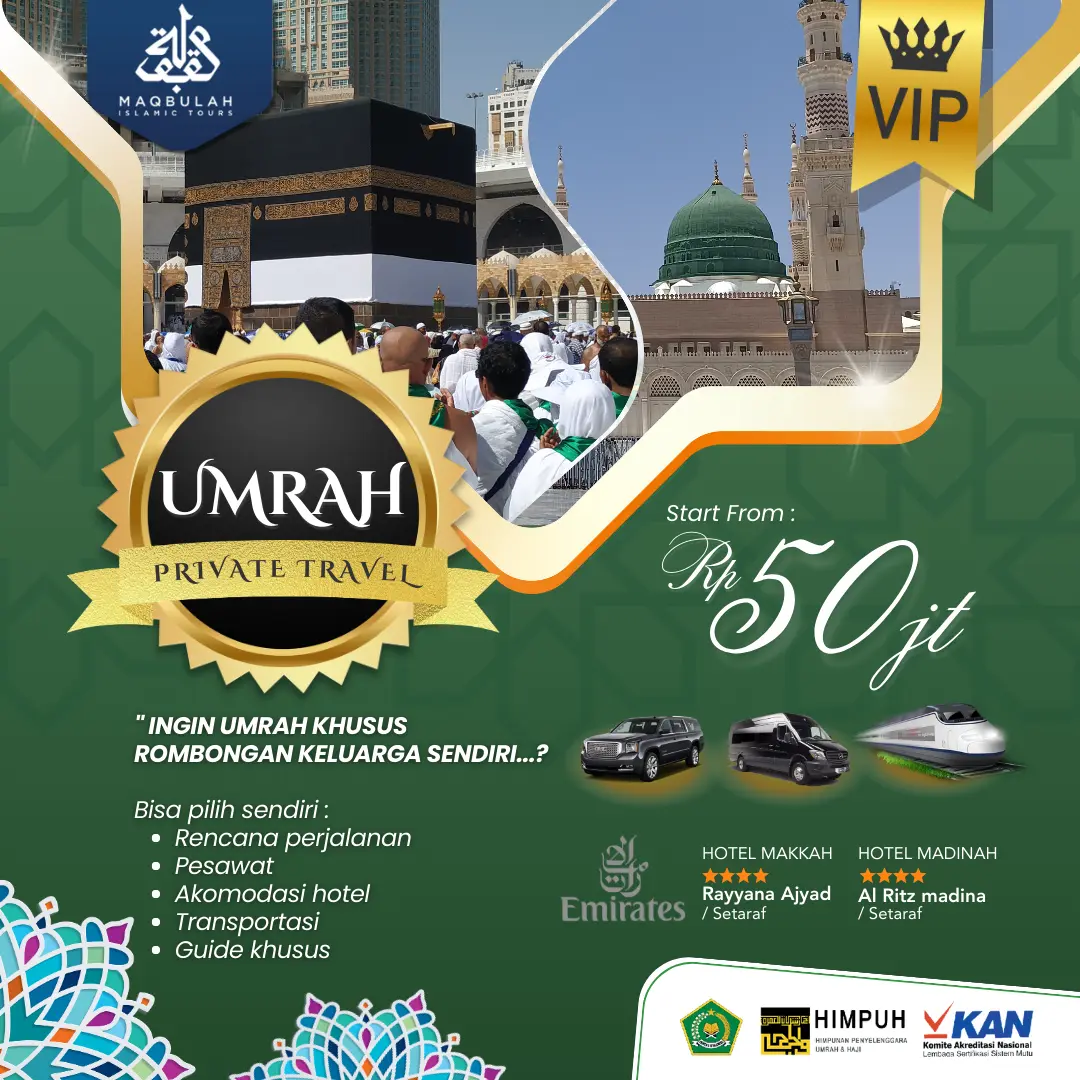 MAQBULAH
ISLAMIC TOURS
VIP
UMRAH
PRIVATE TRAVEL
Start From :
Rp 50 jt
" INGIN UMRAH KHUSUS
ROMBONGAN KELUARGA SENDIRI...?
Bisa pilih sendiri :
• Rencana perjalanan
• Pesawat
• Akomodasi hotel
• Transportasi
• Guide khusus
Emirates
HOTEL MAKKAH
Rayyana Ajyad
/ Setaraf
HOTEL MADINAH
Al Ritz madina
/ Setaraf
HIMPUH
HIMPUNAN PENYELENGGARA
UMRAH & HAJI
KAN
Komite Akreditasi Nasional
Lembaga Sertifikasi Sistem Mutu